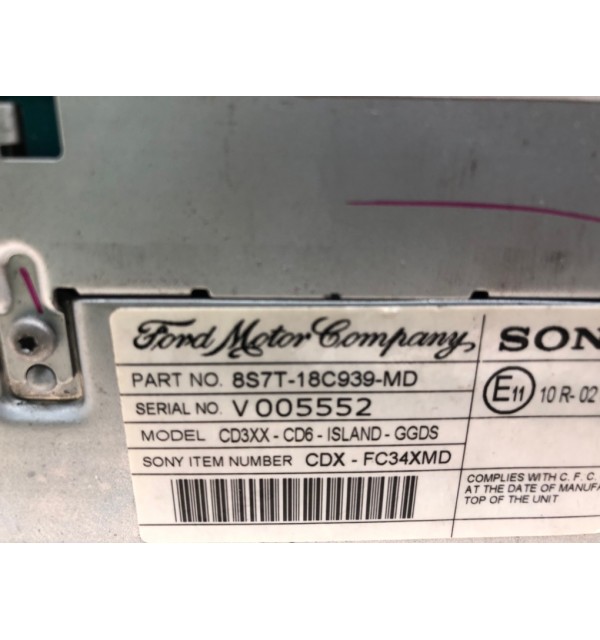 Ford Motor Company
PART NO. 8S7T-18C939-MD
SERIAL NO. V005552
MODEL CD3XX - CD6 - ISLAND - GGDS
SONY ITEM NUMBER CDX - FC34XMD
SON
E11 10 R- 02
COMPLIES WITH C. F. C.
AT THE DATE OF MANUFA
TOP OF THE UNIT